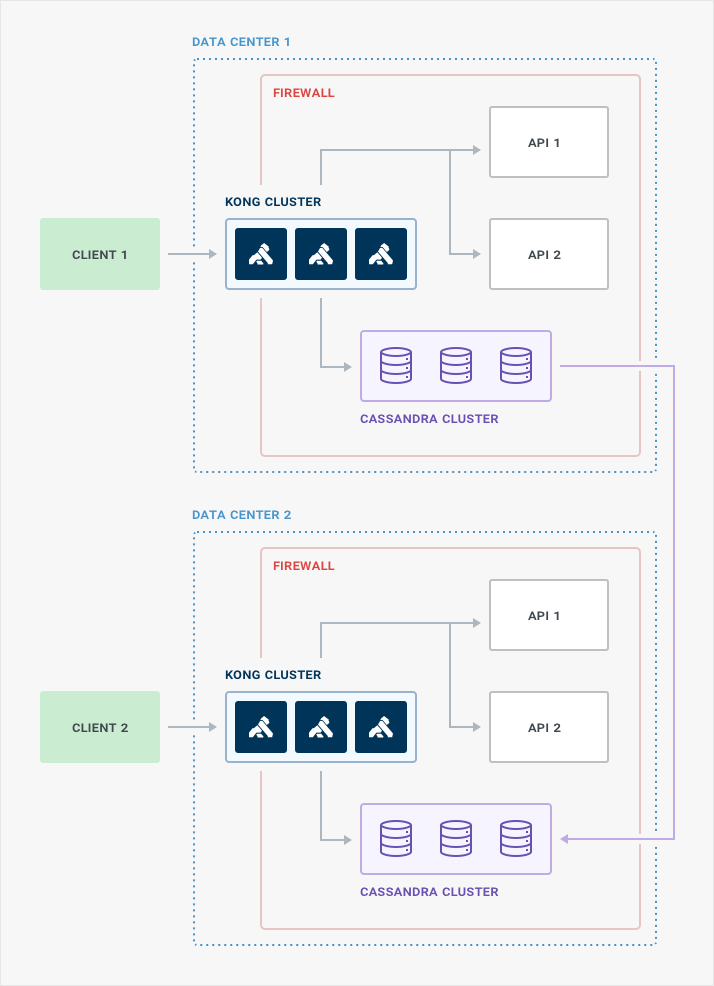 DATA CENTER 1
FIREWALL
API 1
KONG CLUSTER
CLIENT 1
API 2
CASSANDRA CLUSTER
DATA CENTER 2
FIREWALL
API 1
KONG CLUSTER
CLIENT 2
API 2
CASSANDRA CLUSTER